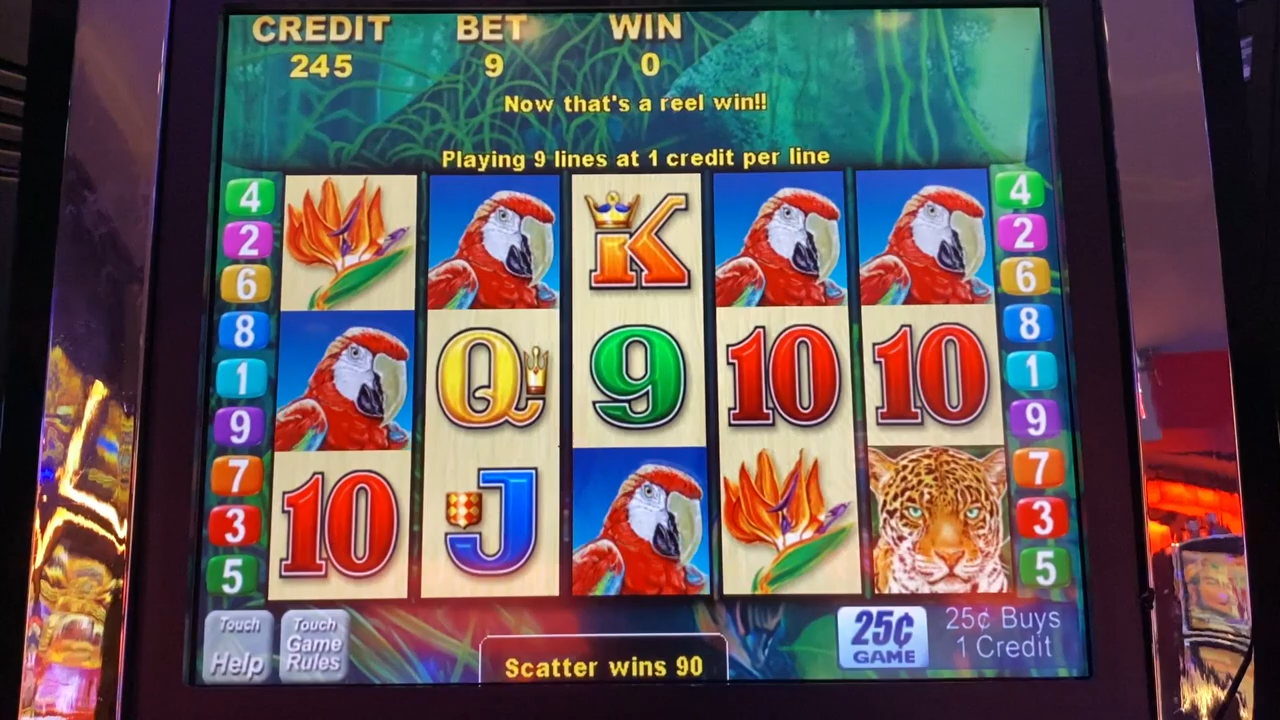 CREDIT BET WIN
245 9 0
Now that's a reel win!!
Playing 9 lines at 1 credit per line
4 K 4
2 2
6 6
8 Q 9 10 10 8
1 1
9 9
7 10 J 7
3 3
5 5
Touch Help
Touch Game Rules
Scatter wins 90
25¢ GAME
25¢ Buys
1 Credit